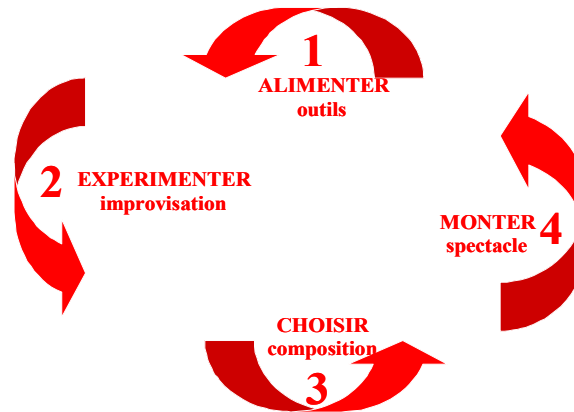 1
ALIMENTER
outils
2
EXPERIMENTER
improvisation
CHOISIR
composition
3
MONTER
spectacle
4